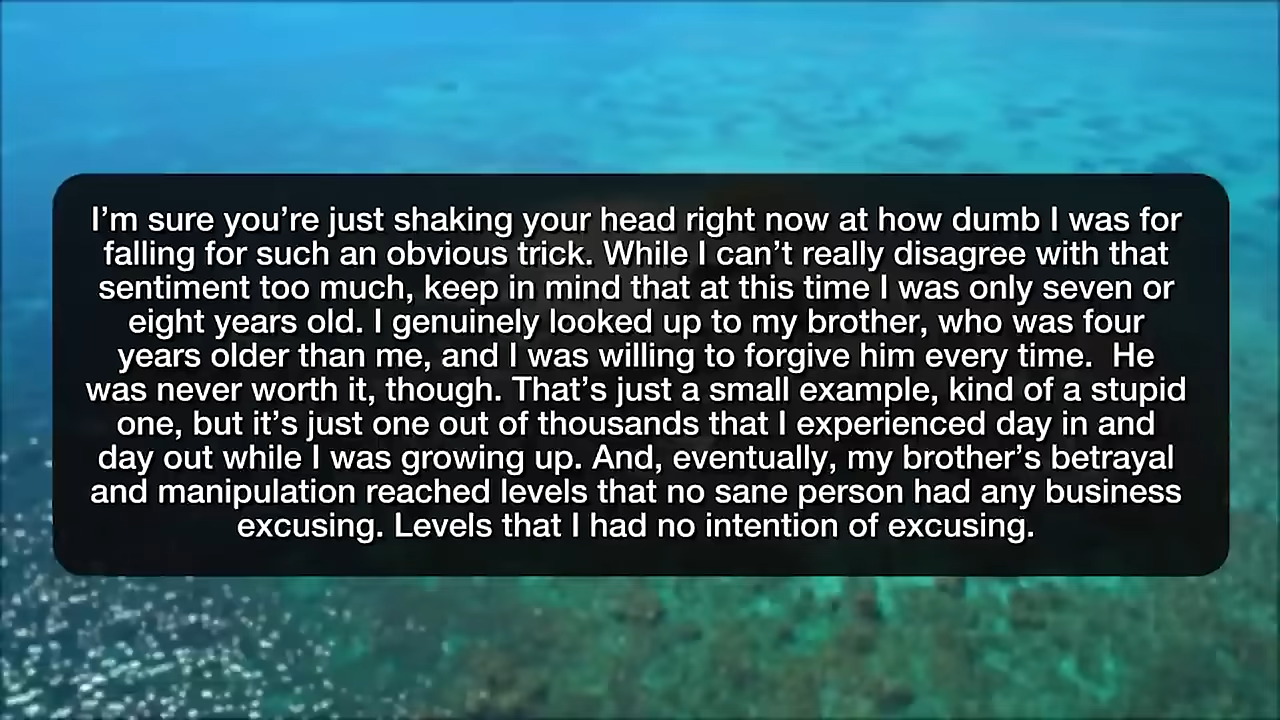 I’m sure you’re just shaking your head right now at how dumb I was for
falling for such an obvious trick. While I can’t really disagree with that
sentiment too much, keep in mind that at this time I was only seven or
eight years old. I genuinely looked up to my brother, who was four
years older than me, and I was willing to forgive him every time.  He
was never worth it, though. That’s just a small example, kind of a stupid
one, but it’s just one out of thousands that I experienced day in and
day out while I was growing up. And, eventually, my brother’s betrayal
and manipulation reached levels that no sane person had any business
excusing. Levels that I had no intention of excusing.